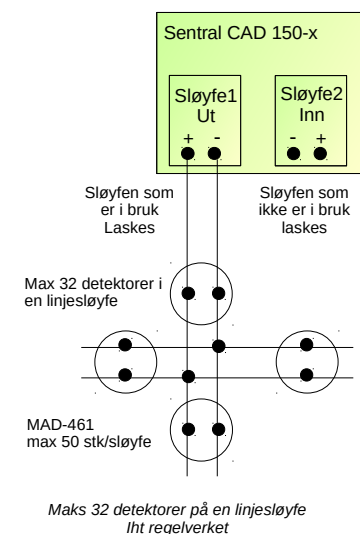 Sentral CAD 150-x
Sløyfe1
Ut
+ -
Sløyfe2
Inn
- +
Sløyfen som
er i bruk
Laskes
Sløyfen som
ikke er i bruk
laskes
Max 32 detektorer i
en linjesløyfe
MAD-461
max 50 stk/sløyfe
Maks 32 detektorer på en linjesløyfe
Iht regelverket